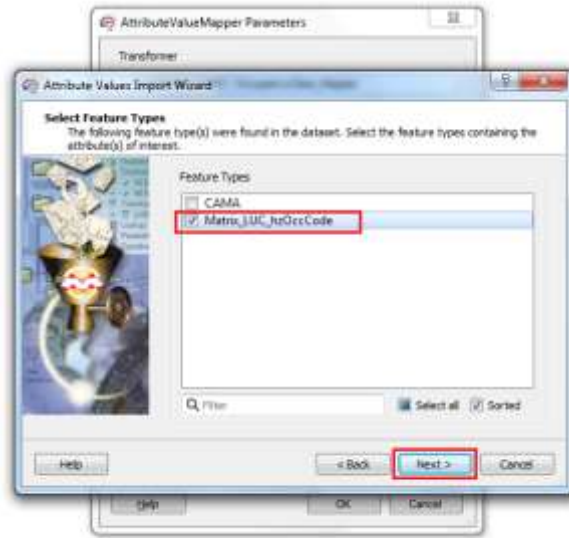 AttributeValueMapper Parameters
Transformer
Attribute Values Import Wizard
Select Feature Types
The following feature type(s) were found in the dataset. Select the feature types containing the
attribute(s) of interest.
Feature Types
CAMA
Matrix_LUC_hzOccCode
Filter
Select all
Sorted
Help
< Back
Next >
Cancel
Help
OK
Cancel